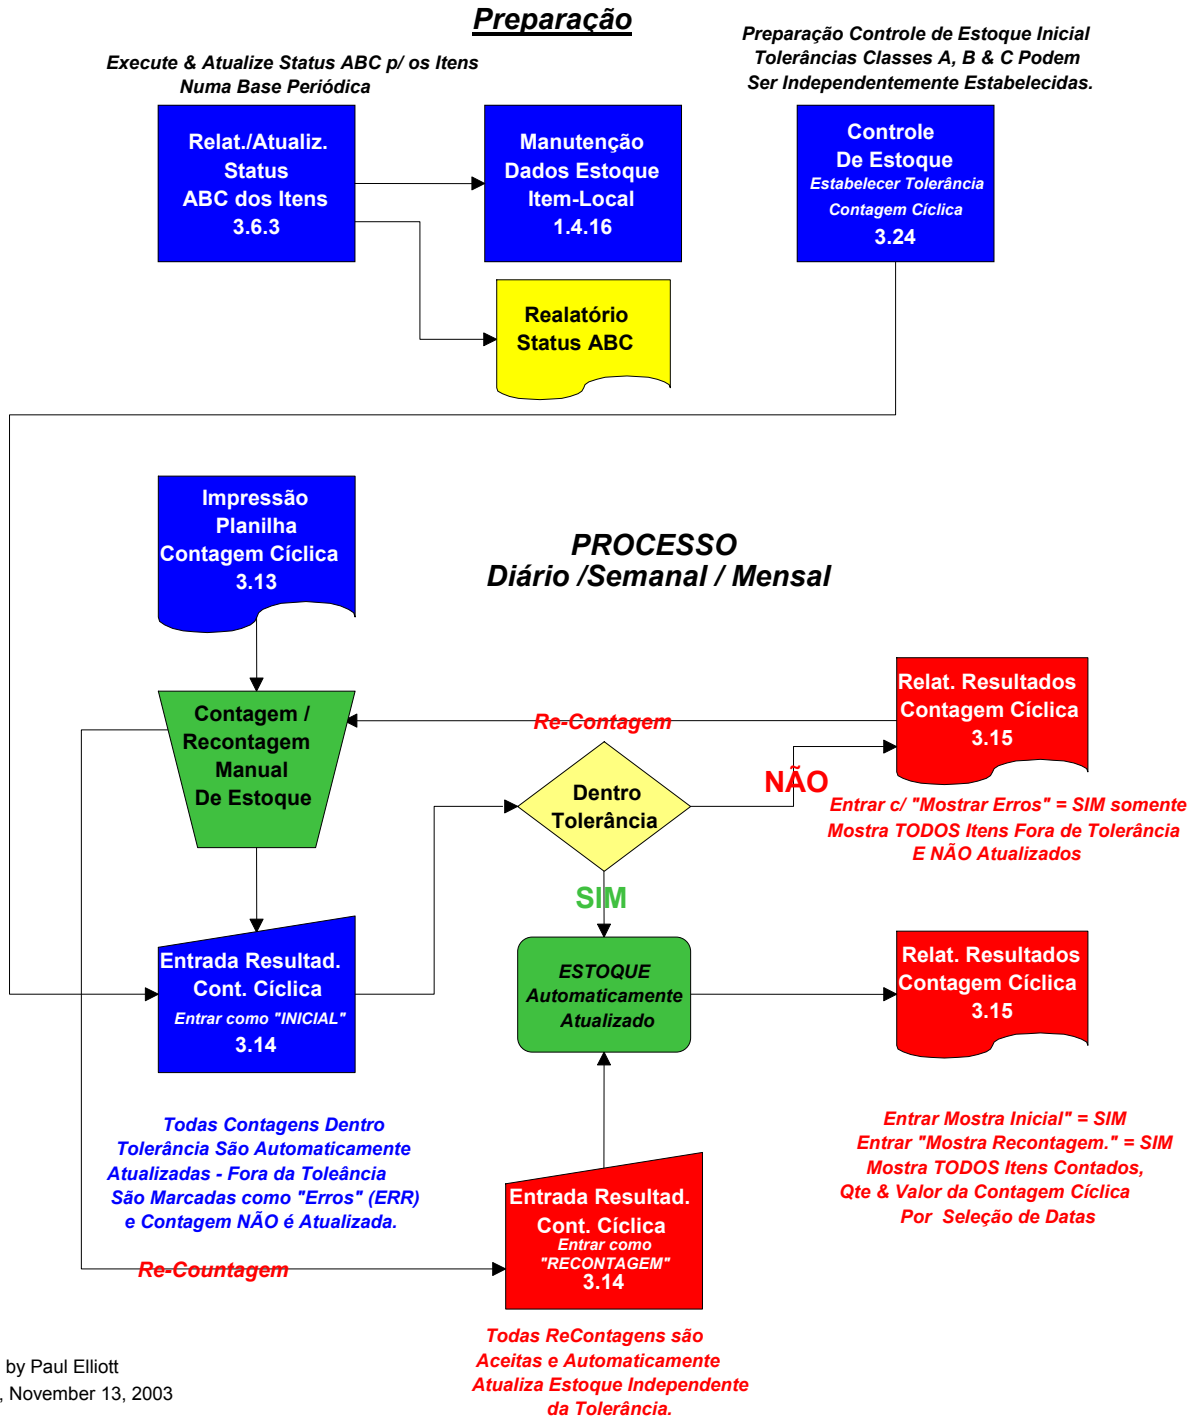 Preparação
Execute & Atualize Status ABC p/ os Itens
Numa Base Periódica
Preparação Controle de Estoque Inicial
Tolerâncias Classes A, B & C Podem
Ser Independentemente Estabelecidas.
Relat./Atualiz.
Status
ABC dos Itens
3.6.3
Manutenção
Dados Estoque
Item-Local
1.4.16
Controle
De Estoque
Estabelecer Tolerância
Contagem Cíclica
3.24
Realatório
Status ABC
Impressão
Planilha
Contagem Cíclica
3.13
PROCESSO
Diário /Semanal / Mensal
Contagem /
Recontagem
Manual
De Estoque
Re-Contagem
Relat. Resultados
Contagem Cíclica
3.15
Dentro
Tolerância
NÃO
Entrar c/ "Mostrar Erros" = SIM somente
Mostra TODOS Itens Fora de Tolerância
E NÃO Atualizados
SIM
Entrada Resultad.
Cont. Cíclica
Entrar como "INICIAL"
3.14
ESTOQUE
Automaticamente
Atualizado
Relat. Resultados
Contagem Cíclica
3.15
Todas Contagens Dentro
Tolerância São Automaticamente
Atualizadas - Fora da Toleância
São Marcadas como "Erros" (ERR)
e Contagem NÃO é Atualizada.
Entrar Mostra Inicial" = SIM
Entrar "Mostra Recontagem." = SIM
Mostra TODOS Itens Contados,
Qte & Valor da Contagem Cíclica
Por Seleção de Datas
Re-Countagem
Entrada Resultad.
Cont. Cíclica
Entrar como
"RECONTAGEM"
3.14
Todas ReContagens são
Aceitas e Automaticamente
Atualiza Estoque Independente
da Tolerância.
by Paul Elliott
, November 13, 2003